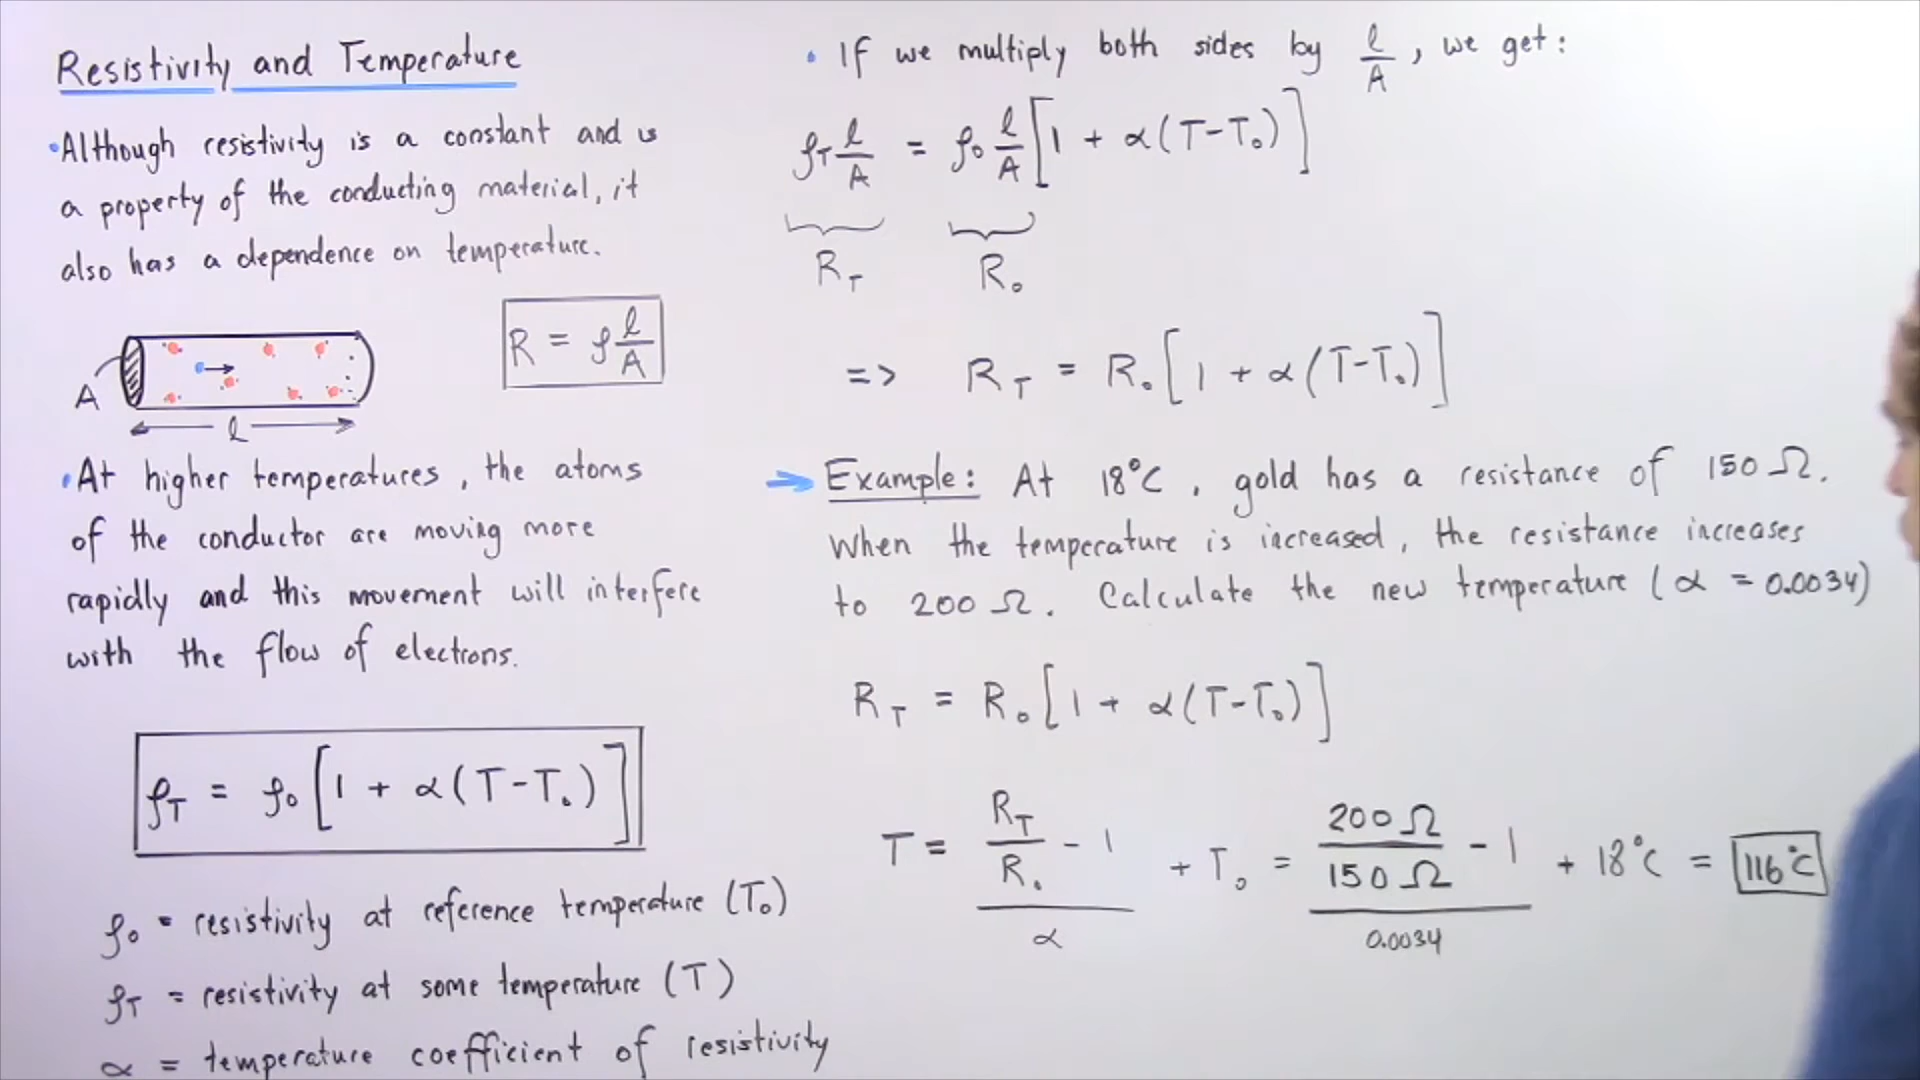 Resistivity and Temperature
•Although resistivity is a constant and is
a property of the conducting material, it
also has a dependence on temperature.
A
l
R = ρ l/A
•At higher temperatures, the atoms
of the conductor are moving more
rapidly and this movement will interfere
with the flow of electrons.
ρT = ρ0 [1 + α(T-T0)]
ρ0 = resistivity at reference temperature (T0)
ρT = resistivity at some temperature (T)
α = temperature coefficient of resistivity
• If we multiply both sides by l/A, we get:
ρT l/A = ρ0 l/A [1 + α(T-T0)]
RT R0
=> RT = R0 [1 + α(T-T0)]
Example: At 18°C, gold has a resistance of 150 Ω.
When the temperature is increased, the resistance increases
to 200 Ω. Calculate the new temperature (α = 0.0034)
RT = R0 [1 + α(T-T0)]
T = (RT/R0 - 1)/α + T0 = (200 Ω/150 Ω - 1)/0.0034 + 18°C = 116°C